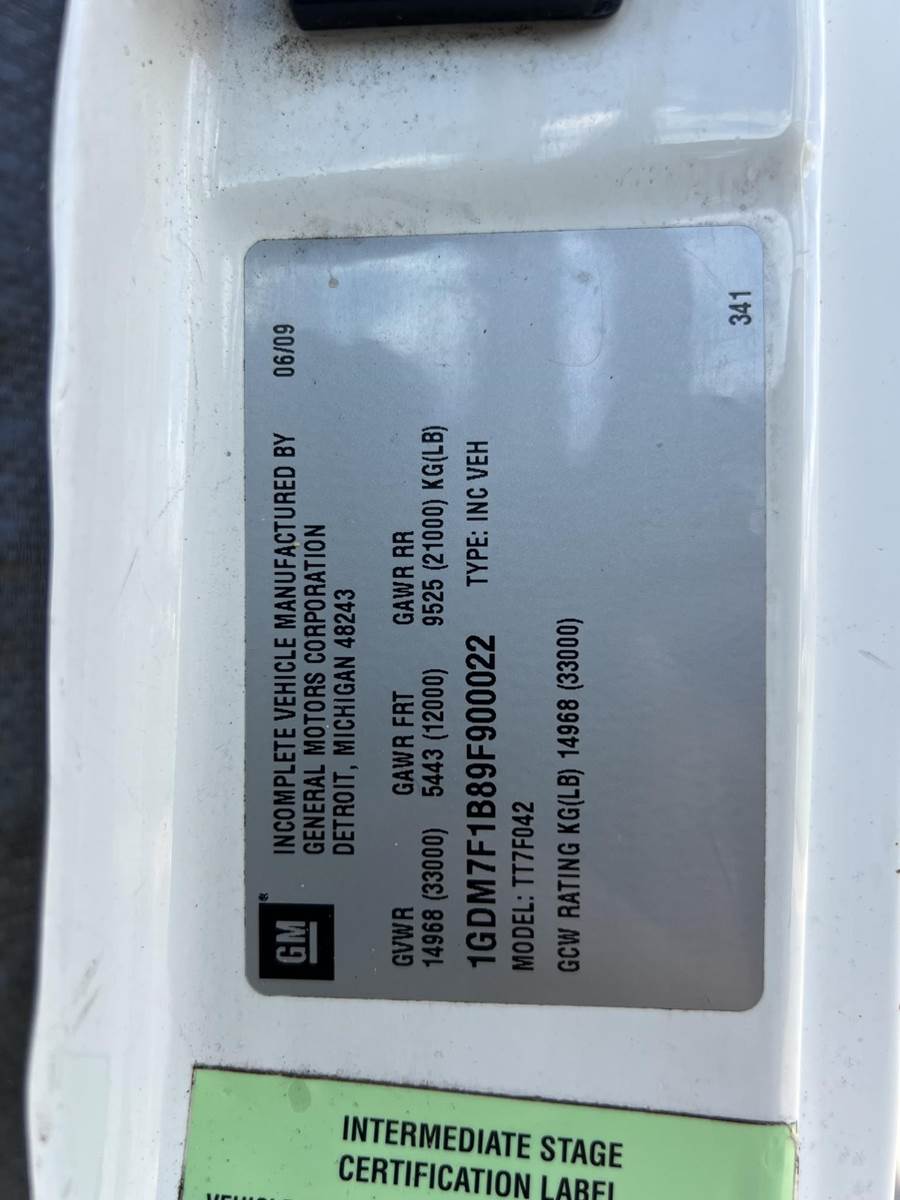 GM®
INCOMPLETE VEHICLE MANUFACTURED BY 06/09
GENERAL MOTORS CORPORATION
DETROIT, MICHIGAN 48243
GVWR GAWR FRT GAWR RR
14968 (33000) 5443 (12000) 9525 (21000) KG(LB)
1GDM7F1B89F900022 TYPE: INC VEH
MODEL: TT7F042
GCW RATING KG(LB) 14968 (33000)
341
INTERMEDIATE STAGE
CERTIFICATION LABEL